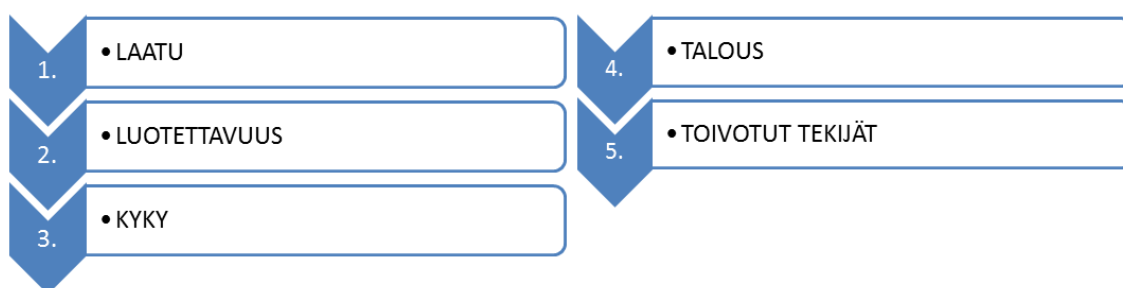 1. • LAATU
2. • LUOTETTAVUUS
3. • KYKY
4. • TALOUS
5. • TOIVOTUT TEKIJÄT